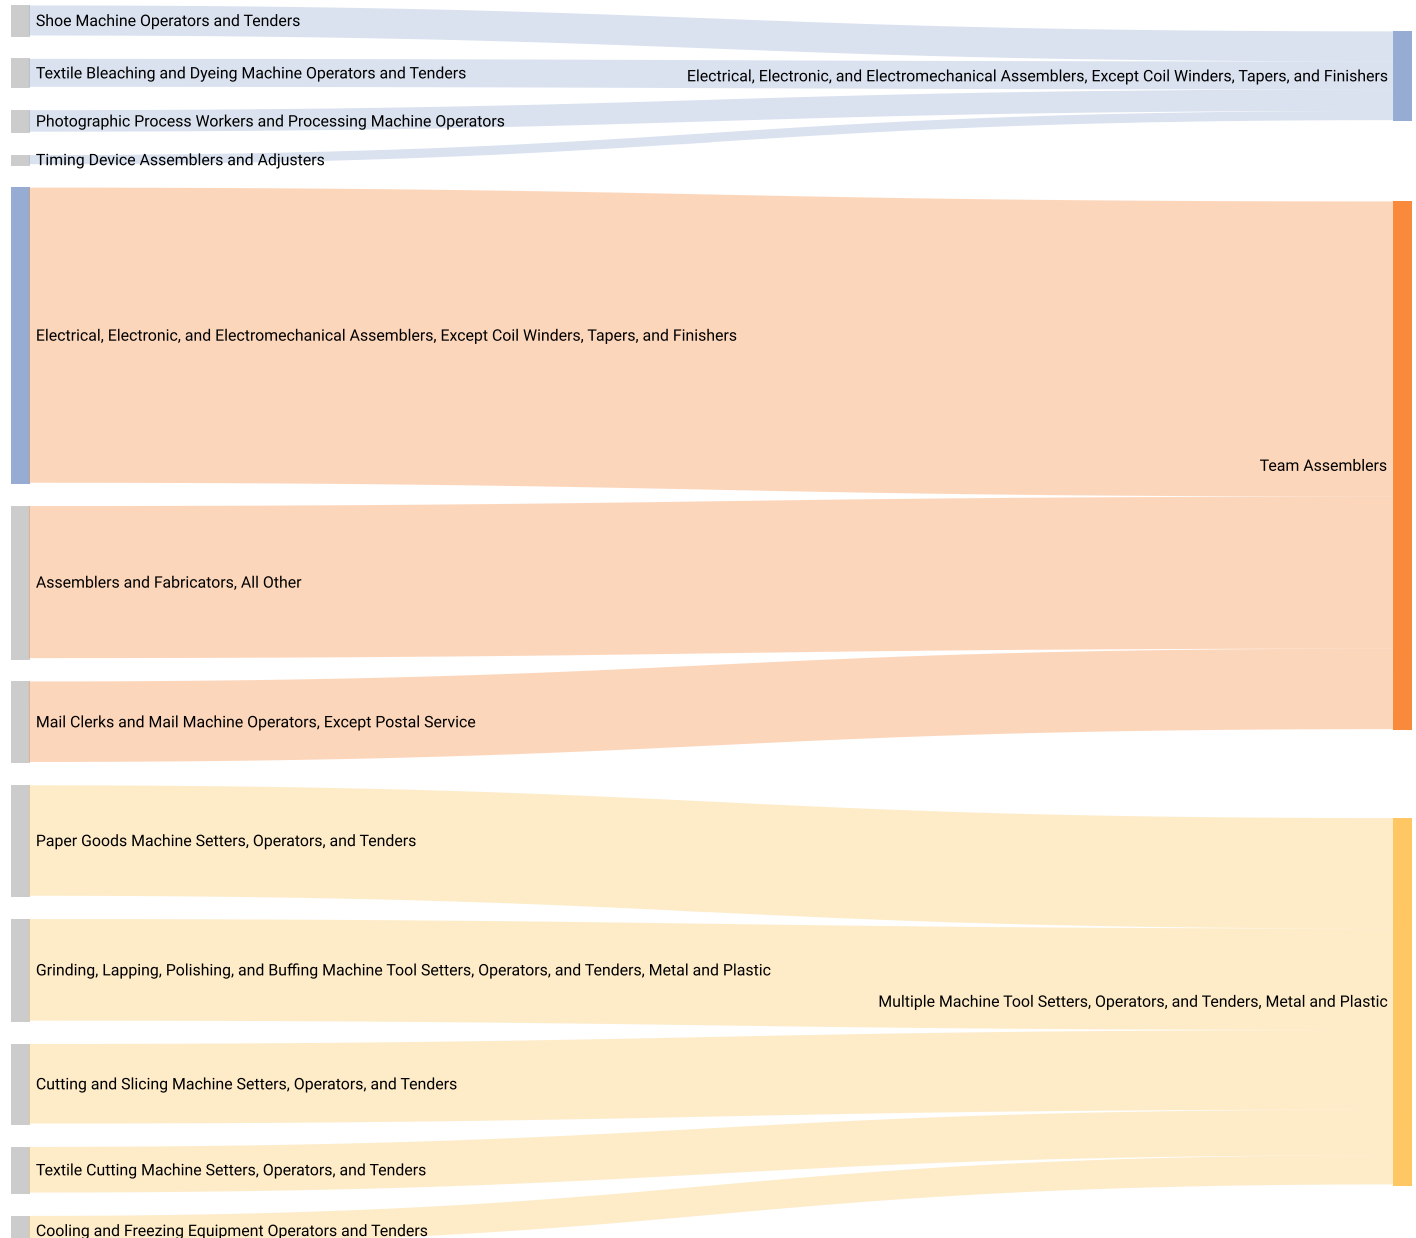 Shoe Machine Operators and Tenders
Textile Bleaching and Dyeing Machine Operators and Tenders
Electrical, Electronic, and Electromechanical Assemblers, Except Coil Winders, Tapers, and Finishers
Photographic Process Workers and Processing Machine Operators
Timing Device Assemblers and Adjusters
Electrical, Electronic, and Electromechanical Assemblers, Except Coil Winders, Tapers, and Finishers
Team Assemblers
Assemblers and Fabricators, All Other
Mail Clerks and Mail Machine Operators, Except Postal Service
Paper Goods Machine Setters, Operators, and Tenders
Grinding, Lapping, Polishing, and Buffing Machine Tool Setters, Operators, and Tenders, Metal and Plastic
Multiple Machine Tool Setters, Operators, and Tenders, Metal and Plastic
Cutting and Slicing Machine Setters, Operators, and Tenders
Textile Cutting Machine Setters, Operators, and Tenders
Cooling and Freezing Equipment Operators and Tenders